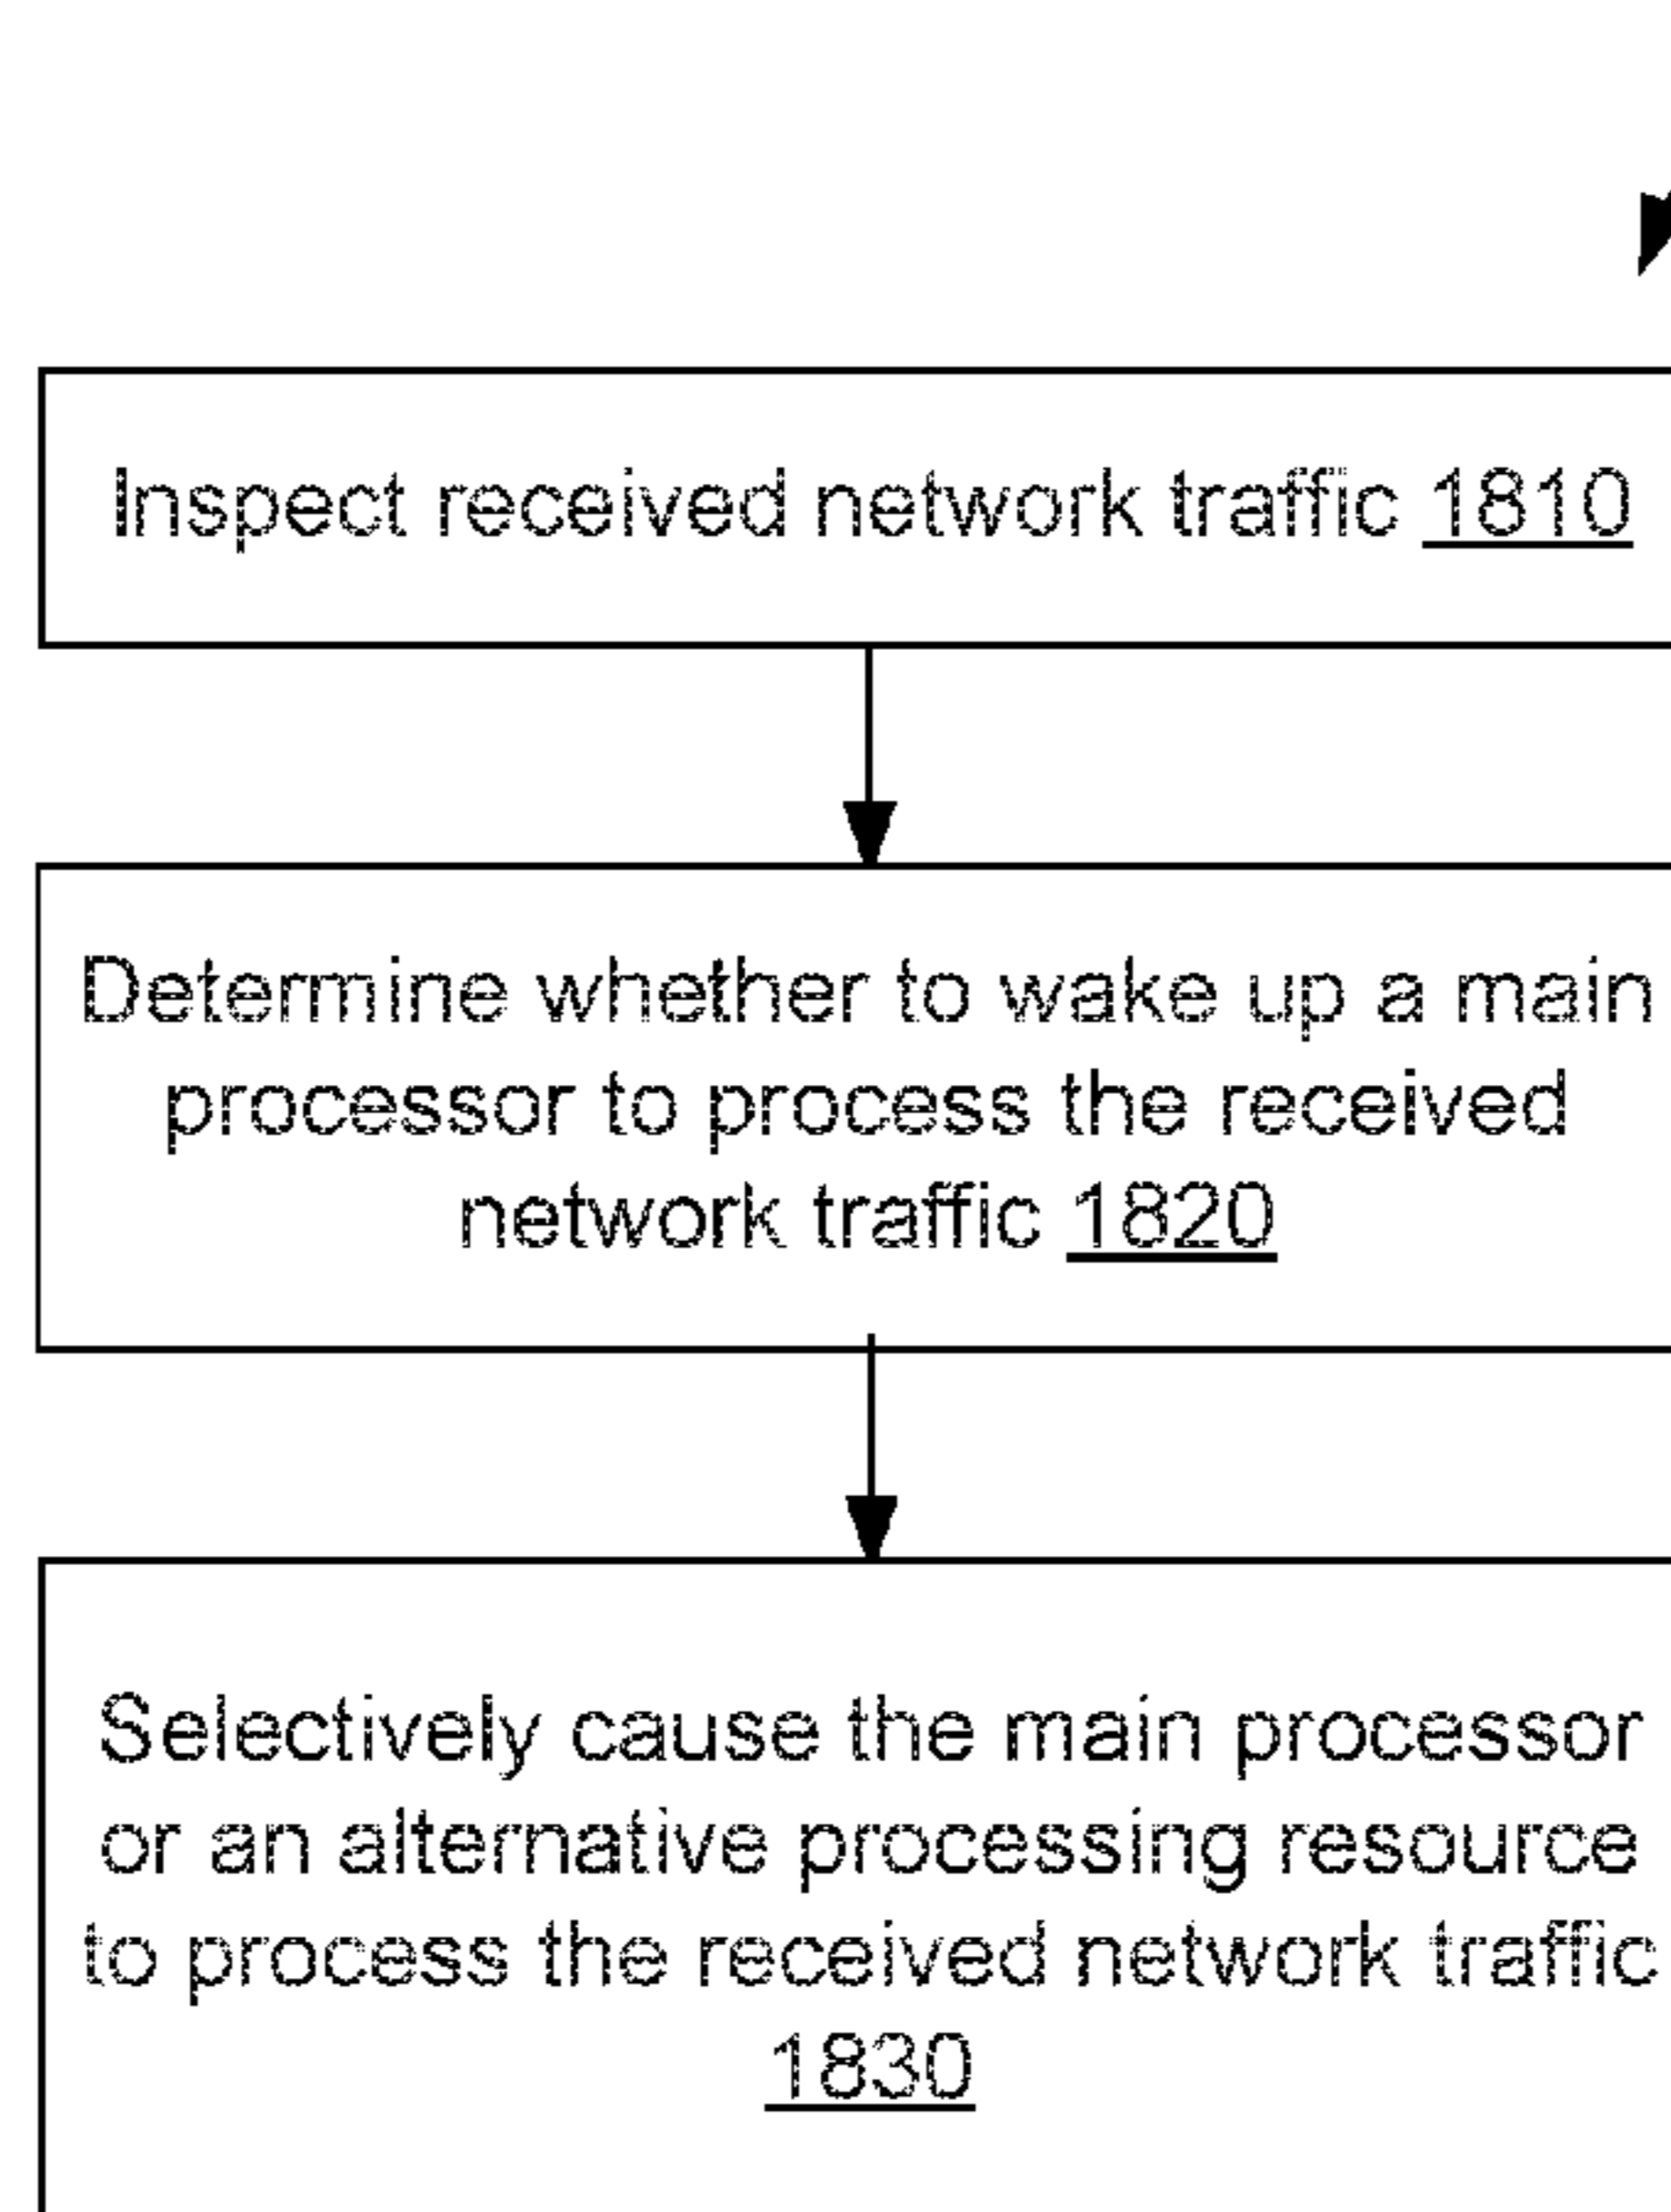 Inspect received network traffic 1810
Determine whether to wake up a main
processor to process the received
network traffic 1820
Selectively cause the main processor
or an alternative processing resource
to process the received network traffic
1830